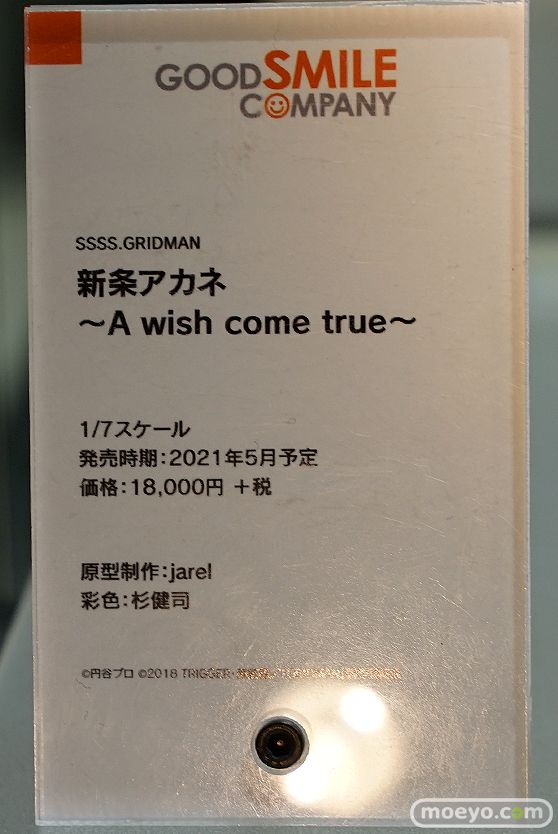 GOODSMILE
COMPANY
SSSS.GRIDMAN
新条アカネ
～A wish come true～
1/7スケール
発売時期：2021年5月予定
価格：18,000円 ＋税
原型制作：jarel
彩色：杉健司
©円谷プロ ©2018 TRIGGER・
moeyo.com